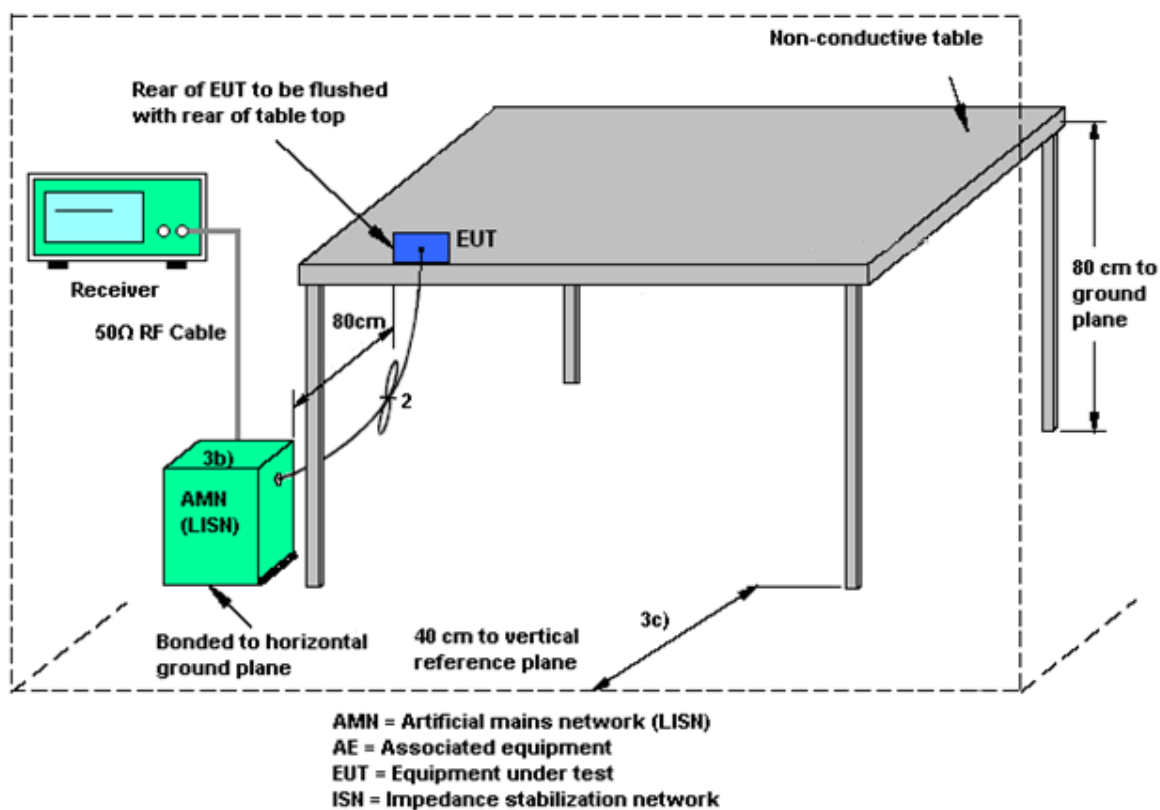 Non-conductive table
Rear of EUT to be flushed
with rear of table top
EUT
Receiver
50Ω RF Cable
80cm
80 cm to
ground
plane
2
3b)
AMN
(LISN)
3c)
Bonded to horizontal
ground plane
40 cm to vertical
reference plane
AMN = Artificial mains network (LISN)
AE = Associated equipment
EUT = Equipment under test
ISN = Impedance stabilization network